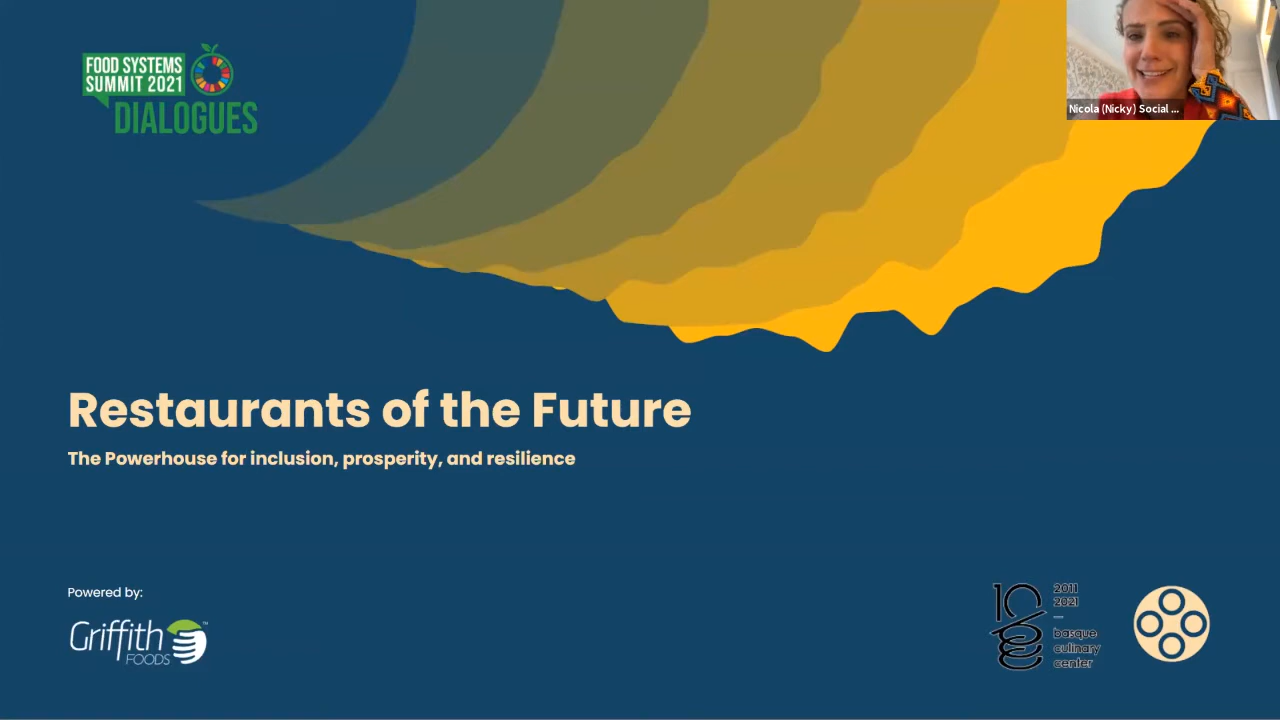 FOOD SYSTEMS
SUMMIT 2021
DIALOGUES
Nicola (Nicky) Social ...
Restaurants of the Future
The Powerhouse for inclusion, prosperity, and resilience
Powered by:
Griffith
FOODS
TM
2011
2021
basque
culinary
center